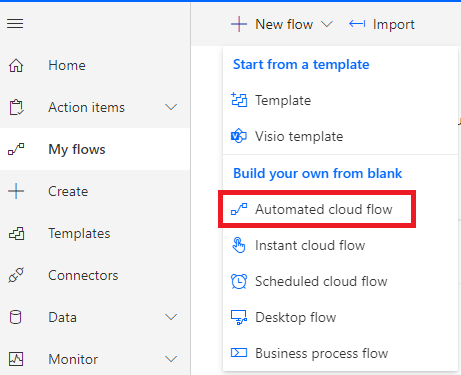 New flow
Import
Home
Action items
My flows
Create
Templates
Connectors
Data
Monitor
Start from a template
Template
Visio template
Build your own from blank
Automated cloud flow
Instant cloud flow
Scheduled cloud flow
Desktop flow
Business process flow